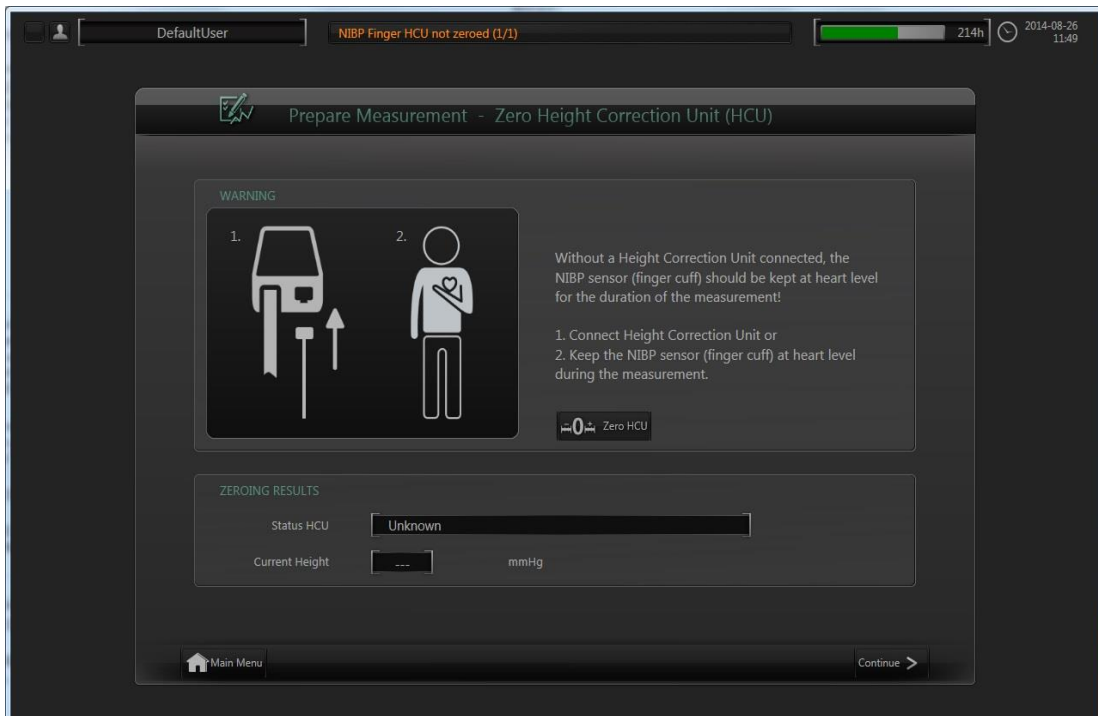 DefaultUser
NIBP Finger HCU not zeroed (1/1)
214h
2014-08-26
11:49
Prepare Measurement - Zero Height Correction Unit (HCU)
WARNING
1.
2.
Without a Height Correction Unit connected, the
NIBP sensor (finger cuff) should be kept at heart level
for the duration of the measurement!
1. Connect Height Correction Unit or
2. Keep the NIBP sensor (finger cuff) at heart level
during the measurement.
0 Zero HCU
ZEROING RESULTS
Status HCU Unknown
Current Height --- mmHg
Main Menu
Continue >